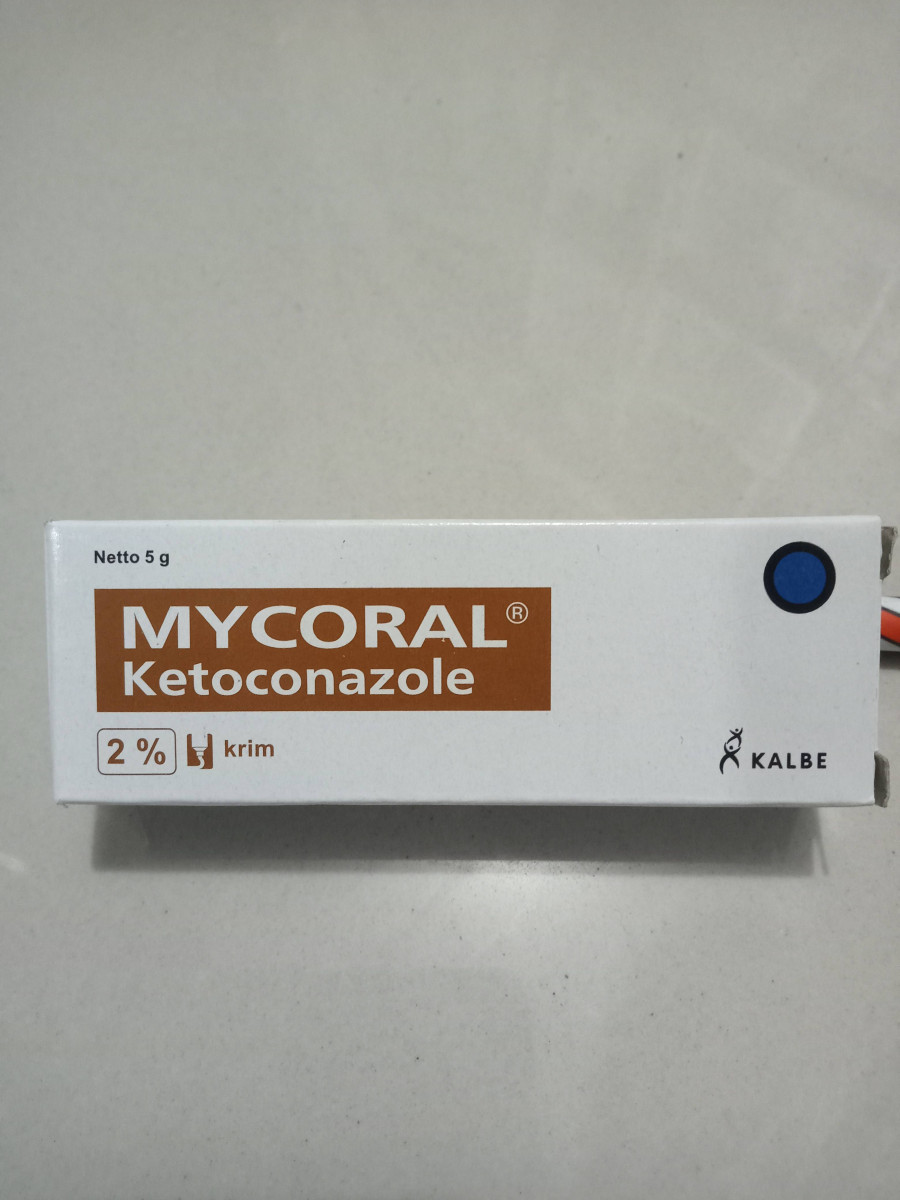 Netto 5 g
MYCORAL®
Ketoconazole
2 % krim
KALBE